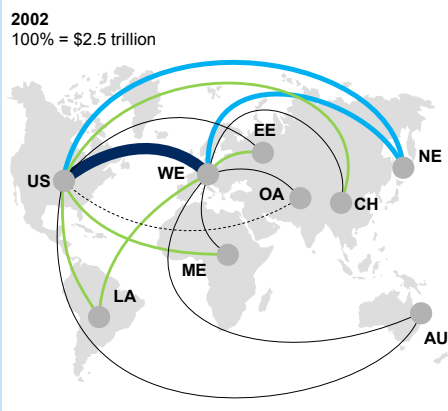 2002
100% = $2.5 trillion
EE
NE
WE
US
OA
CH
ME
LA
AU